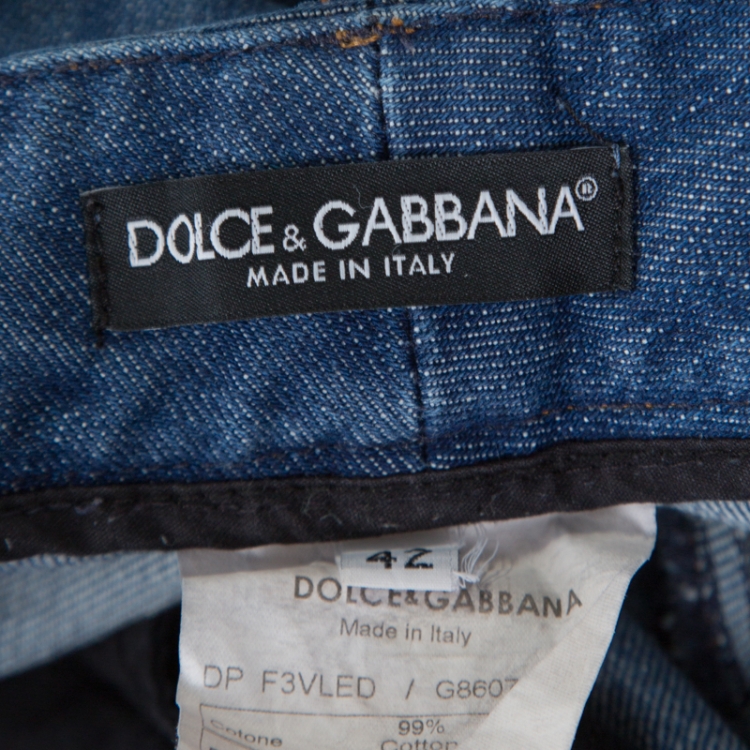 DOLCE & GABBANA®
MADE IN ITALY
42
DOLCE & GABBANA
Made in Italy
DP F3VLED / G8607
Cotone 99%
Cotton